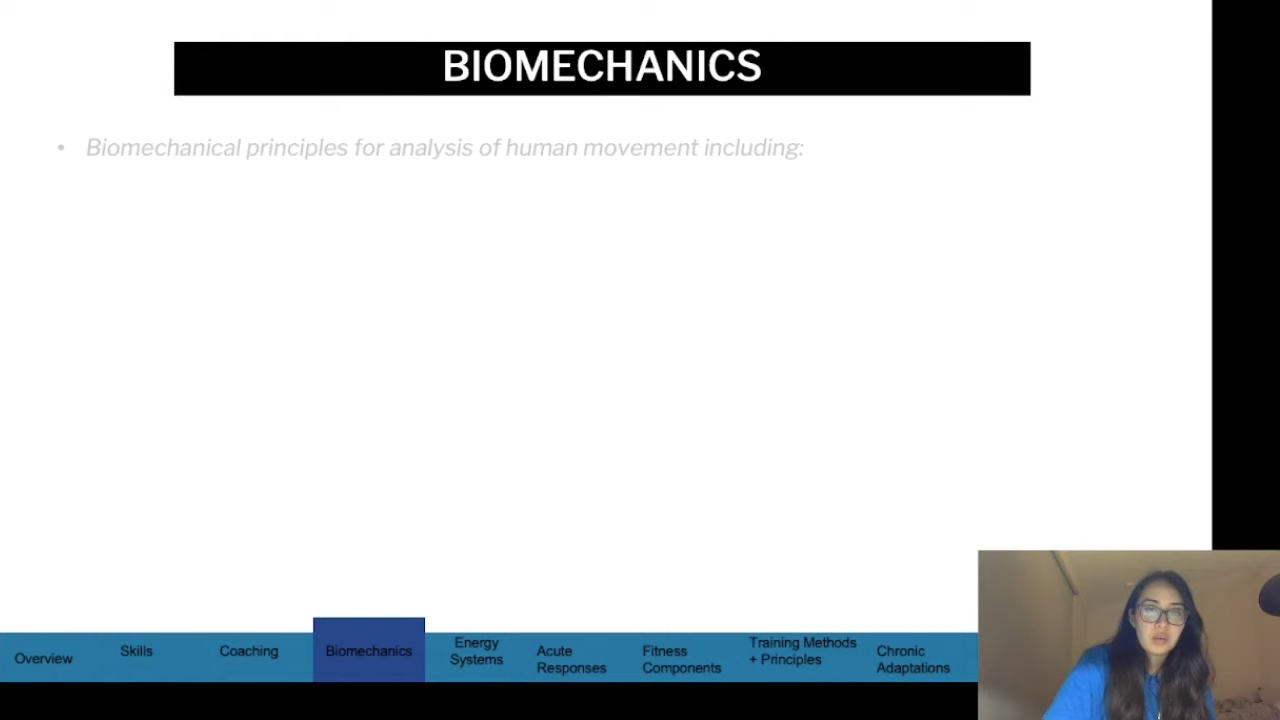 BIOMECHANICS
• Biomechanical principles for analysis of human movement including:
Overview
Skills
Coaching
Biomechanics
Energy
Systems
Acute
Responses
Fitness
Components
Training Methods
+ Principles
Chronic
Adaptations